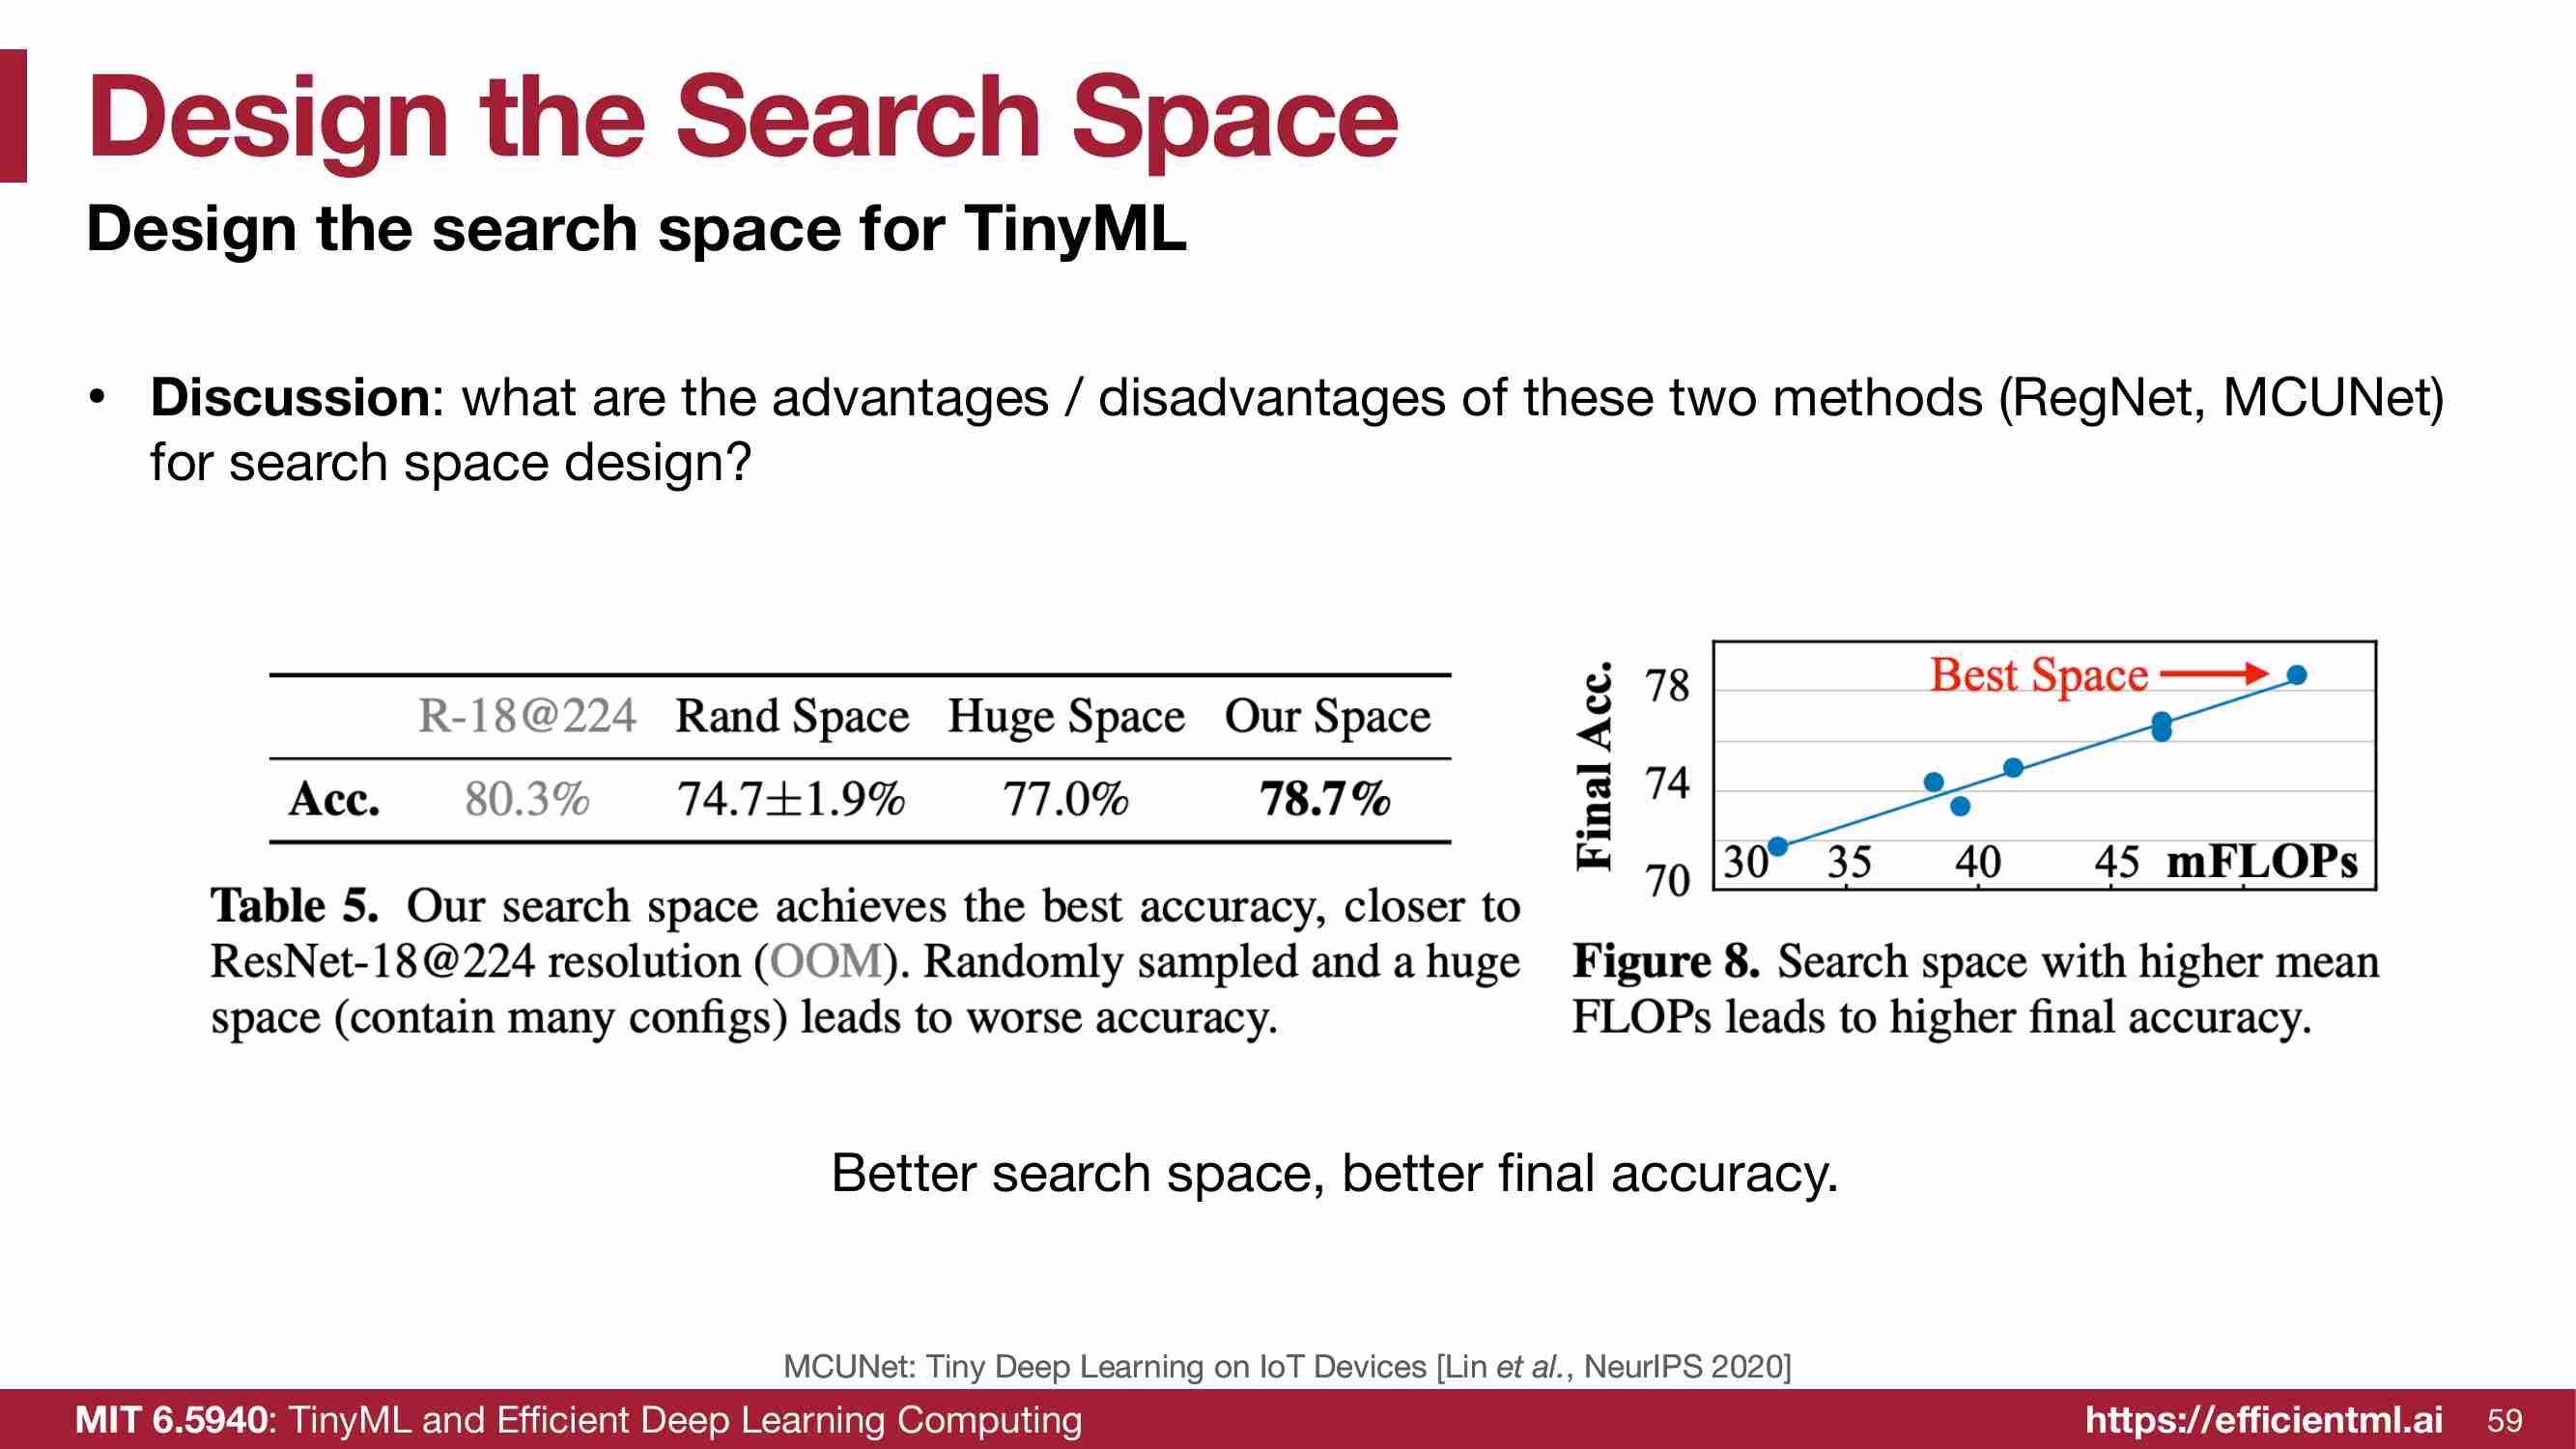 Design the Search Space
Design the search space for TinyML
• Discussion: what are the advantages / disadvantages of these two methods (RegNet, MCUNet)
for search space design?
R-18@224 Rand Space Huge Space Our Space
Acc. 80.3% 74.7±1.9% 77.0% 78.7%
Table 5. Our search space achieves the best accuracy, closer to
ResNet-18@224 resolution (OOM). Randomly sampled and a huge
space (contain many configs) leads to worse accuracy.
Final Acc.
78
74
70
Best Space
30 35 40 45 mFLOPs
Figure 8. Search space with higher mean
FLOPs leads to higher final accuracy.
Better search space, better final accuracy.
MCUNet: Tiny Deep Learning on IoT Devices [Lin et al., NeurIPS 2020]
MIT 6.5940: TinyML and Efficient Deep Learning Computing
https://efficientml.ai 59